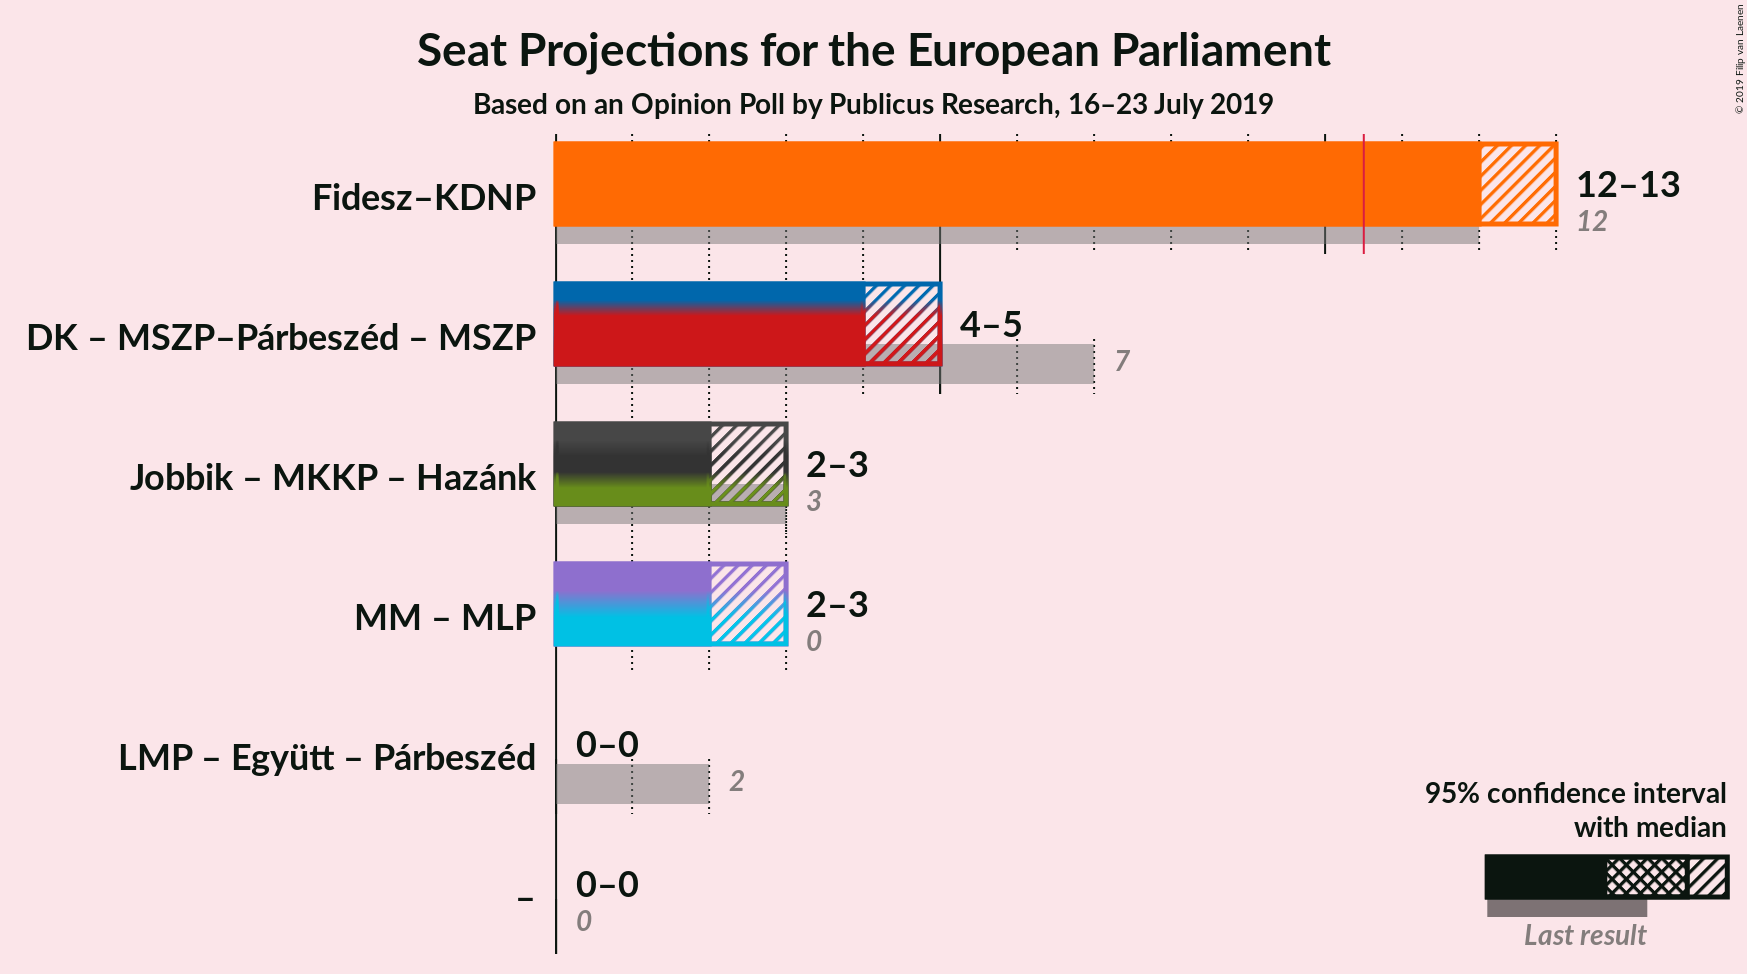 Seat Projections for the European Parliament
Based on an Opinion Poll by Publicus Research, 16–23 July 2019
© 2019 Filip van Laenen
Fidesz–KDNP
12–13
12
DK – MSZP–Párbeszéd – MSZP
4–5
7
Jobbik – MKKP – Hazánk
2–3
3
MM – MLP
2–3
0
LMP – Együtt – Párbeszéd
0–0
2
–
0–0
0
95% confidence interval
with median
Last result